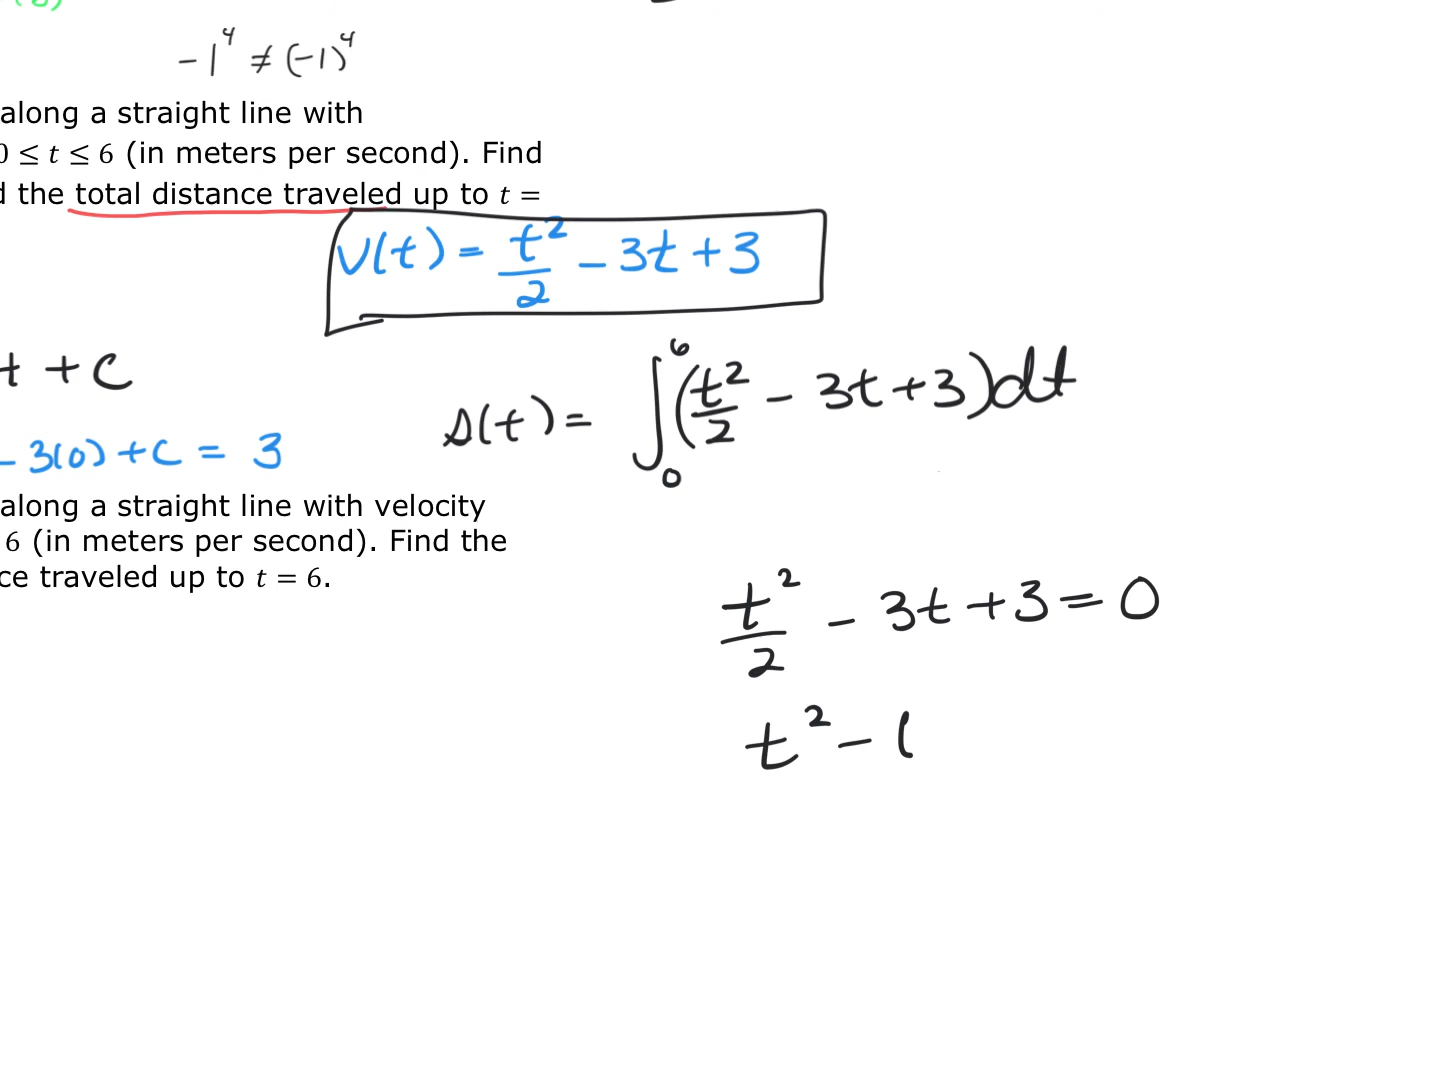 (8)
-1⁴ ≠ (-1)⁴
along a straight line with
0 ≤ t ≤ 6 (in meters per second). Find
d the total distance traveled up to t =
v(t) = t²/2 - 3t + 3
t + C
s(t) = ∫₀⁶ (t²/2 - 3t + 3) dt
- 3(0) + C = 3
along a straight line with velocity
6 (in meters per second). Find the
ce traveled up to t = 6.
t²/2 - 3t + 3 = 0
t² - (